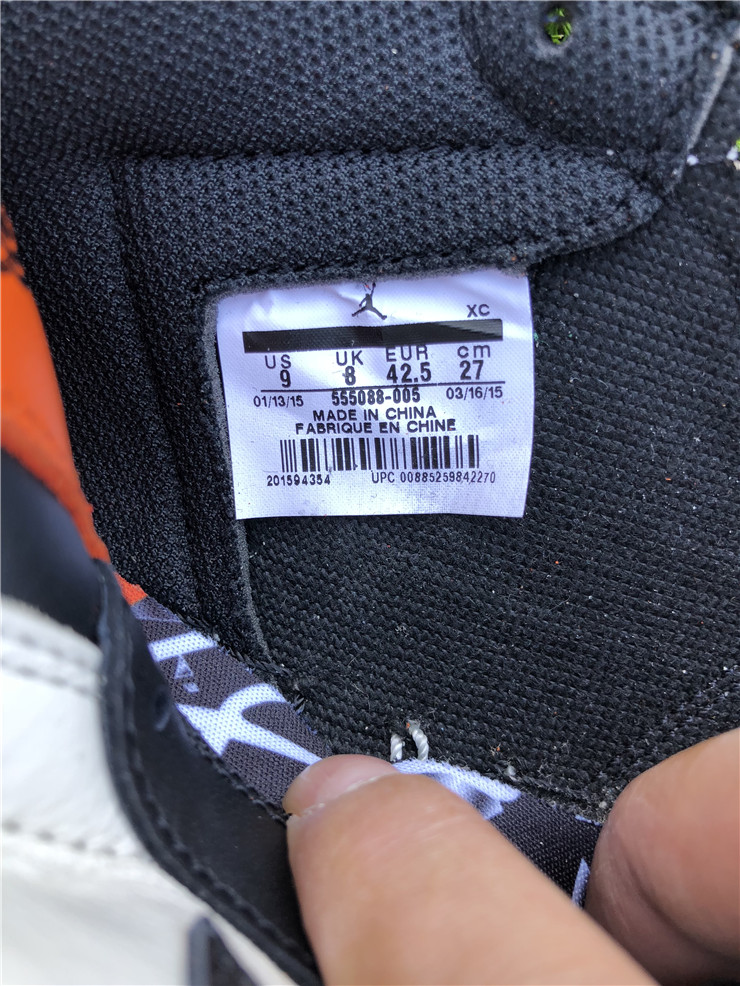 XC
US UK EUR cm
9 8 42.5 27
01/13/15 555088-005 03/16/15
MADE IN CHINA
FABRIQUE EN CHINE
201594354 UPC 00885259842270